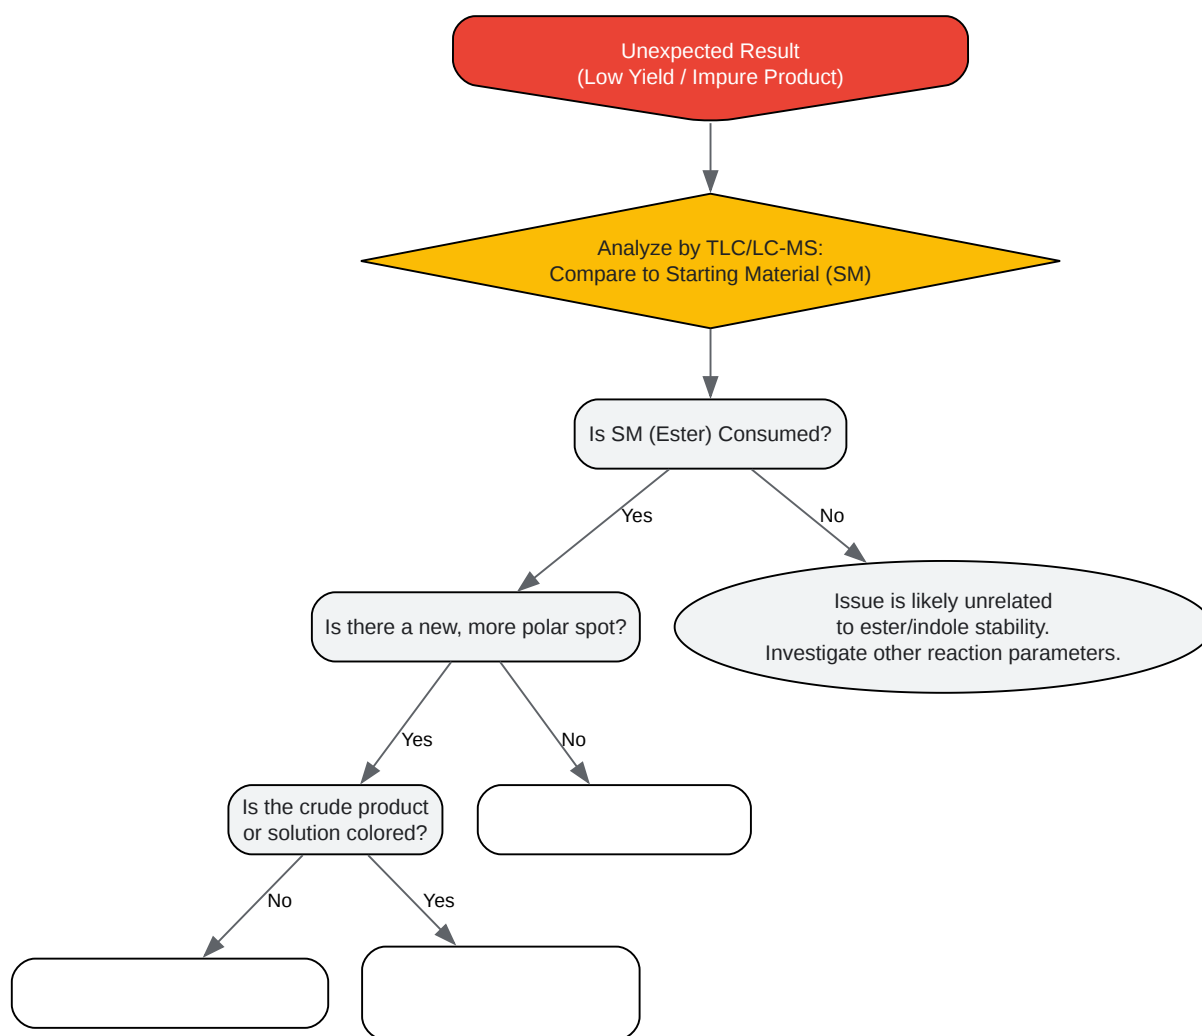 Unexpected Result
(Low Yield / Impure Product)
Analyze by TLC/LC-MS:
Compare to Starting Material (SM)
Is SM (Ester) Consumed?
Yes
No
Is there a new, more polar spot?
Issue is likely unrelated
to ester/indole stability.
Investigate other reaction parameters.
Yes
No
Is the crude product
or solution colored?
No
Yes